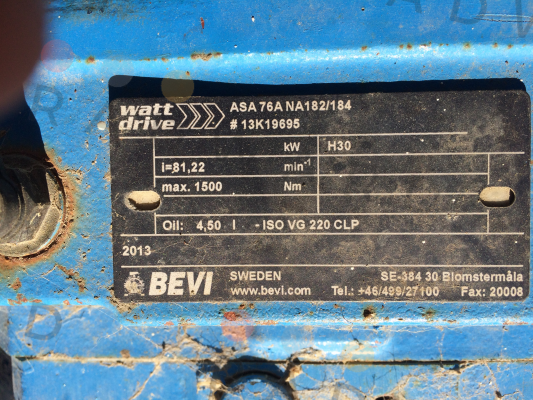 watt drive ASA 76A NA182/184
# 13K19695
kW H30
i=81,22 min⁻¹
max. 1500 Nm
Oil: 4,50 l - ISO VG 220 CLP
2013
BEVI SWEDEN SE-384 30 Blomstermåla
www.bevi.com Tel.: +46/499/27100 Fax: 20008